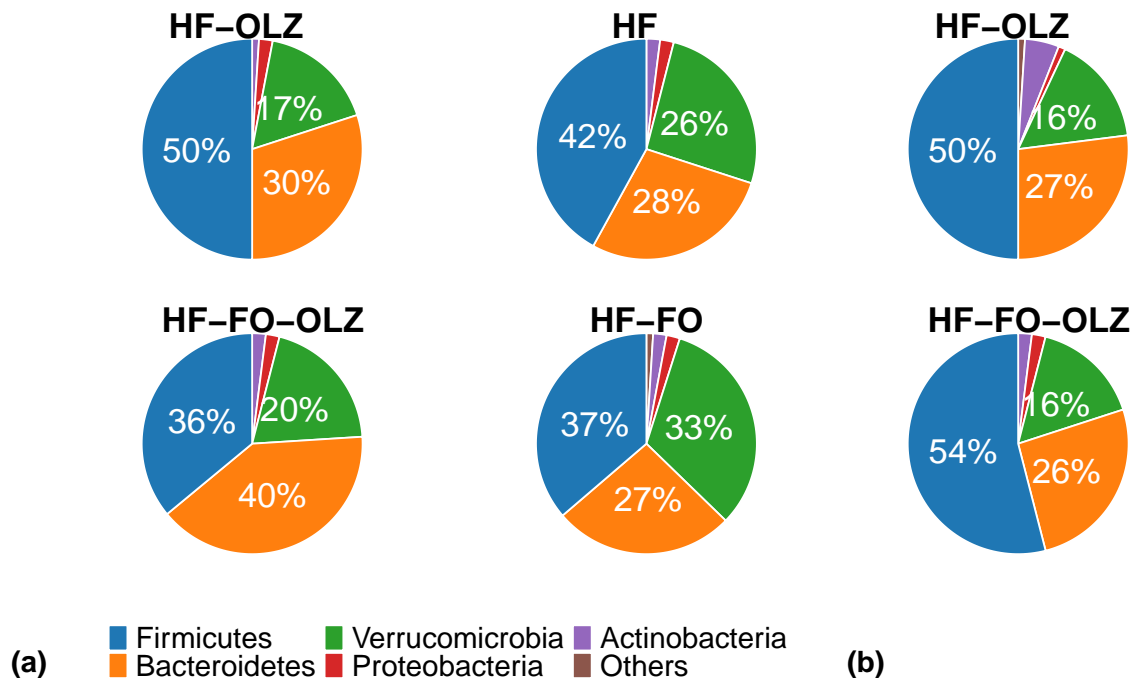 HF–OLZ HF HF–OLZ
17% 26% 16%
50% 42% 50%
30% 28% 27%
HF–FO–OLZ HF–FO HF–FO–OLZ
36% 20% 37% 33% 16%
54%
40% 27% 26%
Firmicutes Verrucomicrobia Actinobacteria
(a) Bacteroidetes Proteobacteria Others (b)